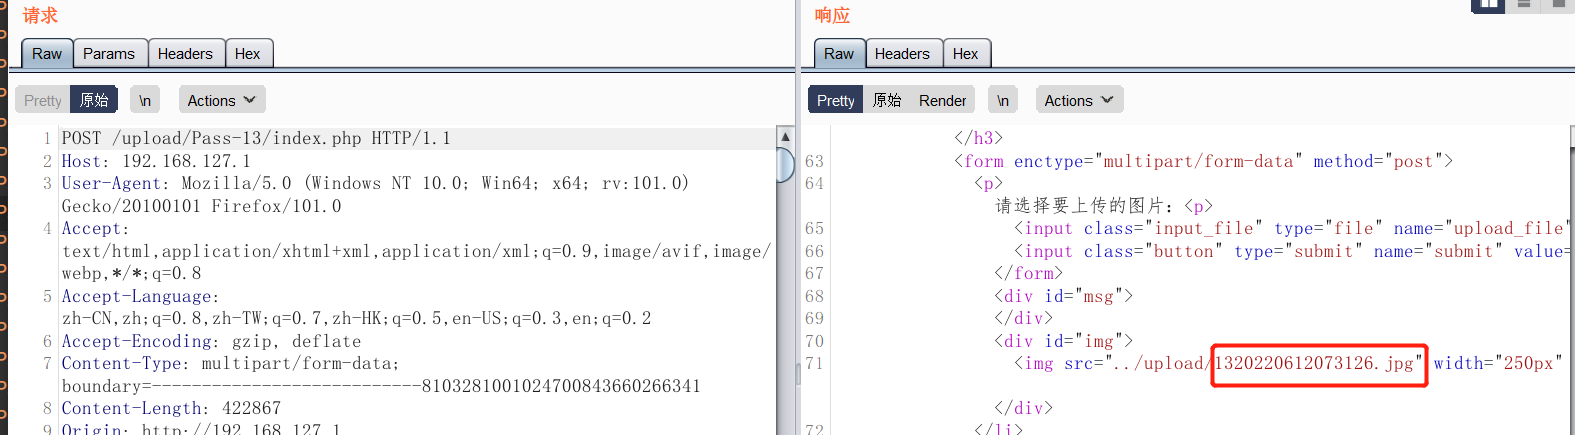 请求
Raw Params Headers Hex
Pretty 原始 \n Actions
1 POST /upload/Pass-13/index.php HTTP/1.1
2 Host: 192.168.127.1
3 User-Agent: Mozilla/5.0 (Windows NT 10.0; Win64; x64; rv:101.0)
Gecko/20100101 Firefox/101.0
4 Accept:
text/html,application/xhtml+xml,application/xml;q=0.9,image/avif,image/
webp,*/*;q=0.8
5 Accept-Language:
zh-CN,zh;q=0.8,zh-TW;q=0.7,zh-HK;q=0.5,en-US;q=0.3,en;q=0.2
6 Accept-Encoding: gzip, deflate
7 Content-Type: multipart/form-data;
boundary=---------------------------8103281001024700843660266341
8 Content-Length: 422867
9 Origin: http://192.168.127.1
响应
Raw Headers Hex
Pretty 原始 Render \n Actions
</h3>
63 <form enctype="multipart/form-data" method="post">
64 <p>
请选择要上传的图片：<p>
65 <input class="input_file" type="file" name="upload_file"
66 <input class="button" type="submit" name="submit" value=
67 </form>
68 <div id="msg">
69 </div>
70 <div id="img">
71 <img src="../upload/1320220612073126.jpg" width="250px"
</div>
72 </li>